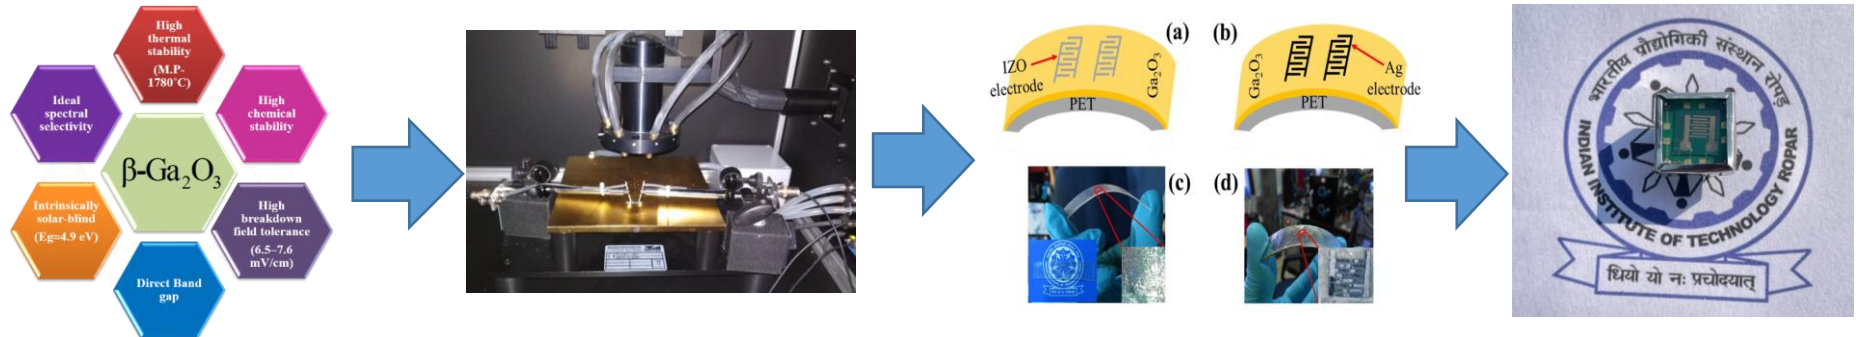 High
thermal
stability
(M.P-
1780°C)
Ideal
spectral
selectivity
High
chemical
stability
β-Ga₂O₃
Intrinsically
solar-blind
(Eg≈4.9 eV)
High
breakdown
field tolerance
(6.5–7.6
mV/cm)
Direct Band
gap
(a)
IZO
electrode
Ga₂O₃
PET
(b)
Ga₂O₃
Ag
electrode
PET
(c)
(d)
भारतीय प्रौद्योगिकी संस्थान रोपड़
INDIAN INSTITUTE OF TECHNOLOGY ROPAR
धियो यो नः प्रचोदयात्